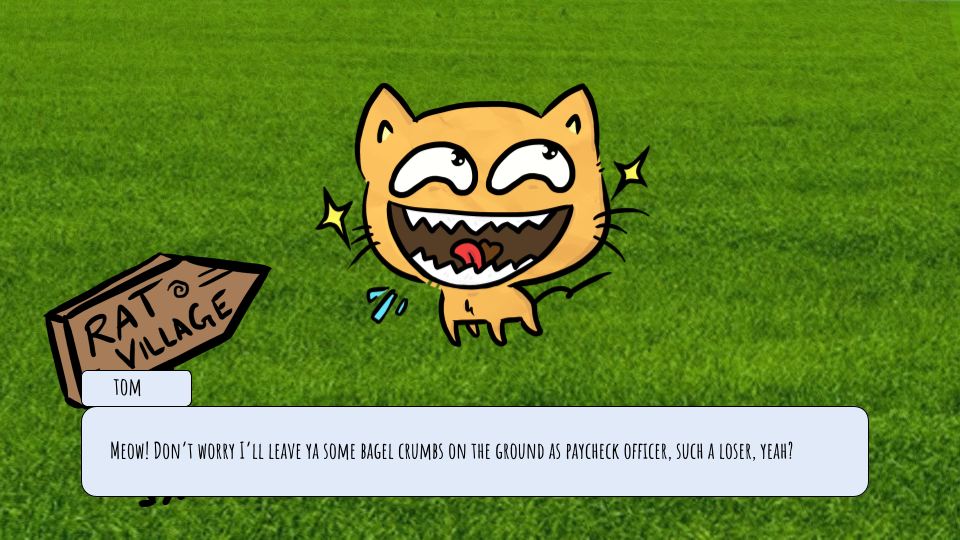 RAT
VILLAGE
TOM
MEOW! DON'T WORRY I'LL LEAVE YA SOME BAGEL CRUMBS ON THE GROUND AS PAYCHECK OFFICER, SUCH A LOSER, YEAH?